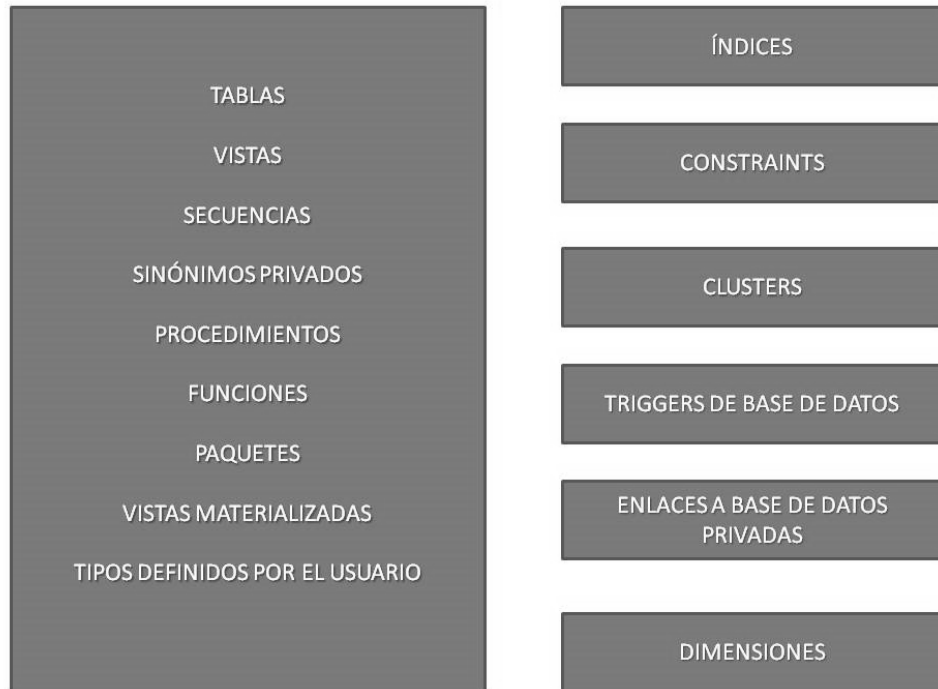 TABLAS
VISTAS
SECUENCIAS
SINÓNIMOS PRIVADOS
PROCEDIMIENTOS
FUNCIONES
PAQUETES
VISTAS MATERIALIZADAS
TIPOS DEFINIDOS POR EL USUARIO
ÍNDICES
CONSTRAINTS
CLUSTERS
TRIGGERS DE BASE DE DATOS
ENLACES A BASE DE DATOS
PRIVADAS
DIMENSIONES